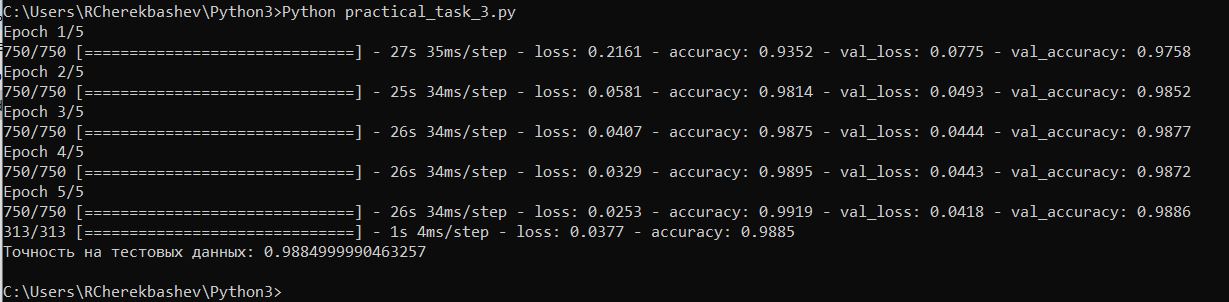 C:\Users\RCherekbashev\Python3>Python practical_task_3.py
Epoch 1/5
750/750 [==============================] - 27s 35ms/step - loss: 0.2161 - accuracy: 0.9352 - val_loss: 0.0775 - val_accuracy: 0.9758
Epoch 2/5
750/750 [==============================] - 25s 34ms/step - loss: 0.0581 - accuracy: 0.9814 - val_loss: 0.0493 - val_accuracy: 0.9852
Epoch 3/5
750/750 [==============================] - 26s 34ms/step - loss: 0.0407 - accuracy: 0.9875 - val_loss: 0.0444 - val_accuracy: 0.9877
Epoch 4/5
750/750 [==============================] - 26s 34ms/step - loss: 0.0329 - accuracy: 0.9895 - val_loss: 0.0443 - val_accuracy: 0.9872
Epoch 5/5
750/750 [==============================] - 26s 34ms/step - loss: 0.0253 - accuracy: 0.9919 - val_loss: 0.0418 - val_accuracy: 0.9886
313/313 [==============================] - 1s 4ms/step - loss: 0.0377 - accuracy: 0.9885
Точность на тестовых данных: 0.9884999990463257
C:\Users\RCherekbashev\Python3>